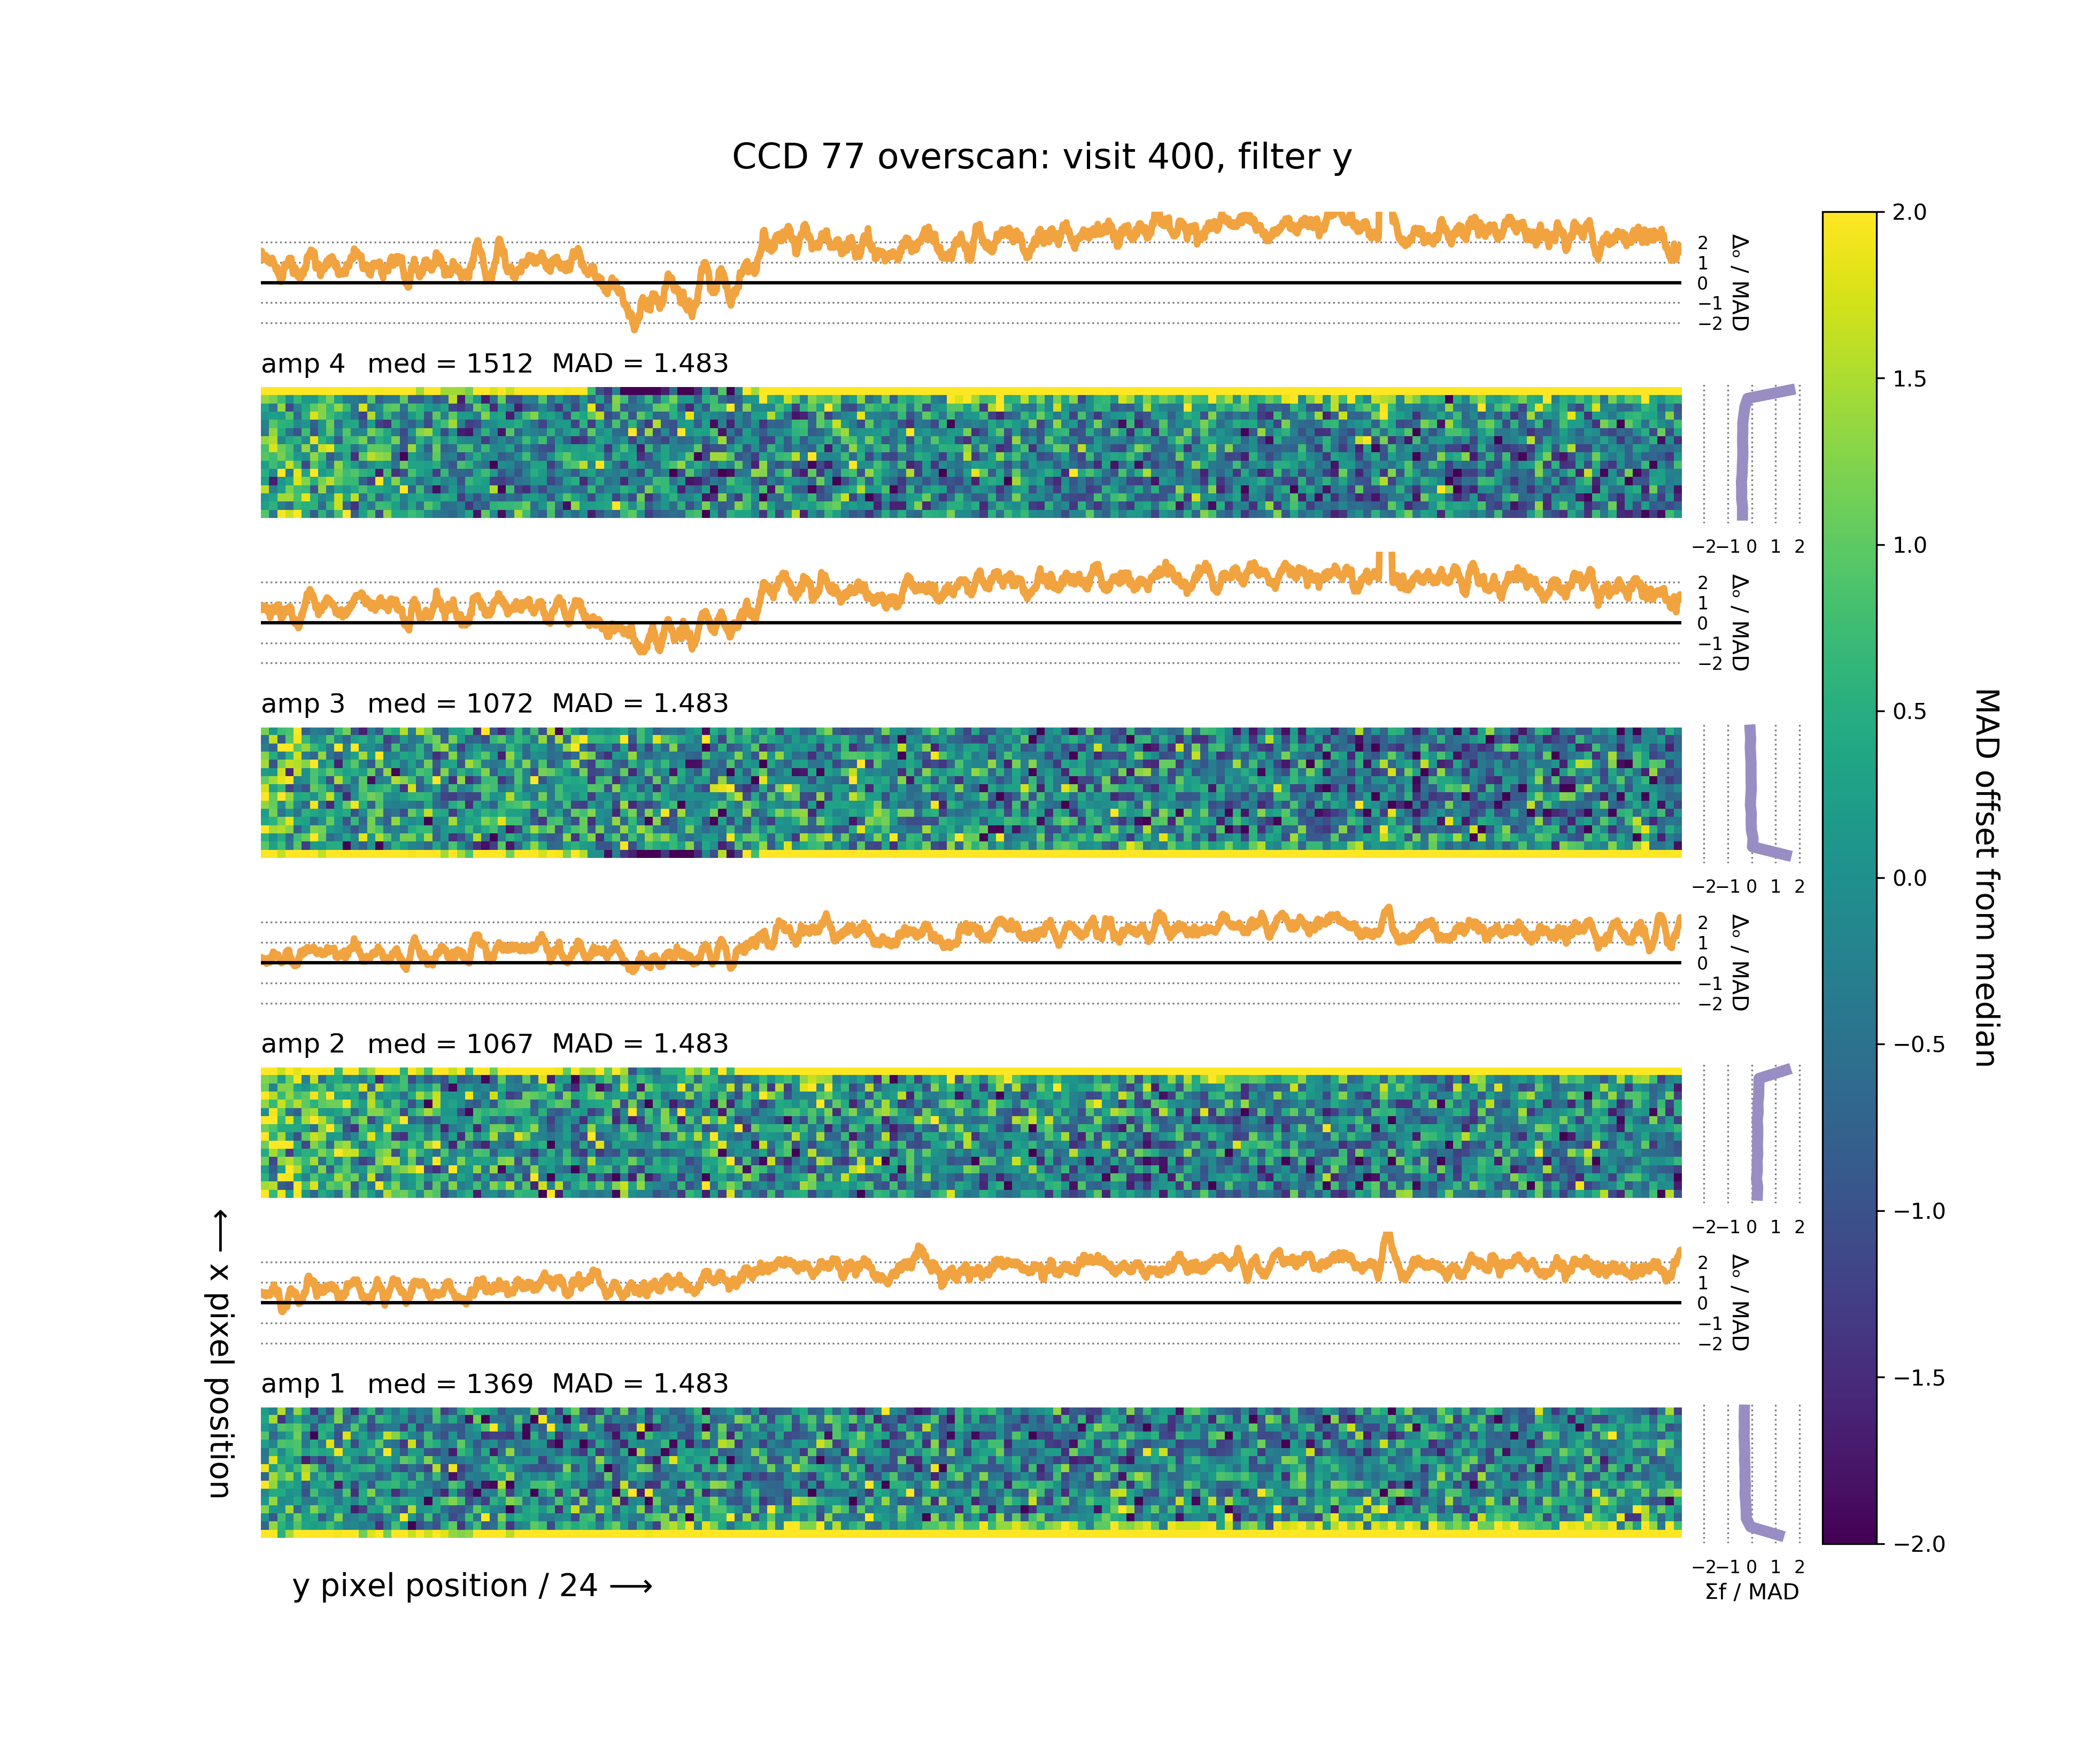 CCD 77 overscan: visit 400, filter y
2
1
0
−1
−2
Δₒ / MAD
amp 4 med = 1512 MAD = 1.483
−2 −1 0 1 2
2
1
0
−1
−2
Δₒ / MAD
amp 3 med = 1072 MAD = 1.483
−2 −1 0 1 2
2
1
0
−1
−2
Δₒ / MAD
amp 2 med = 1067 MAD = 1.483
−2 −1 0 1 2
2
1
0
−1
−2
Δₒ / MAD
amp 1 med = 1369 MAD = 1.483
−2 −1 0 1 2
Σf / MAD
y pixel position / 24 ⟶
⟵ x pixel position
2.0
1.5
1.0
0.5
0.0
−0.5
−1.0
−1.5
−2.0
MAD offset from median